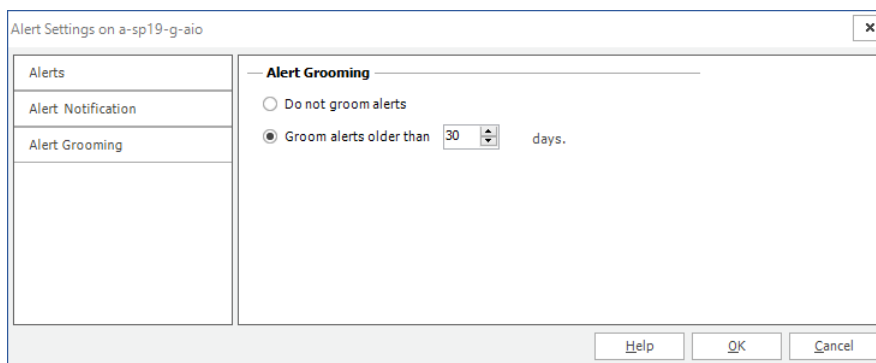 Alert Settings on a-sp19-g-aio
Alerts
Alert Notification
Alert Grooming
Alert Grooming
Do not groom alerts
Groom alerts older than 30 days.
Help OK Cancel